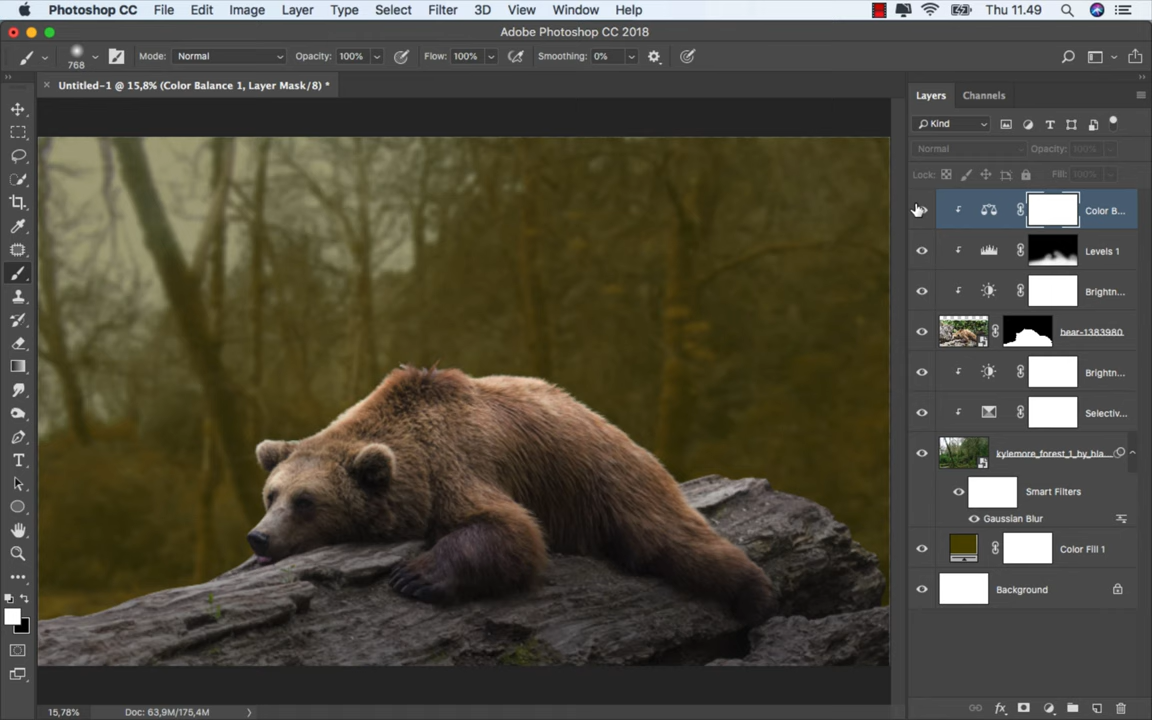 Photoshop CC File Edit Image Layer Type Select Filter 3D View Window Help Thu 11.49
Adobe Photoshop CC 2018
768 Mode: Normal Opacity: 100% Flow: 100% Smoothing: 0%
Untitled-1 @ 15,8% (Color Balance 1, Layer Mask/8) *
Layers Channels
Kind
Normal Opacity: 100%
Lock: Fill: 100%
Color B...
Levels 1
Brightn...
bear-1383980
Brightn...
Selectiv...
kylemore_forest_1_by_bla...
Smart Filters
Gaussian Blur
Color Fill 1
Background
15,78% Doc: 63,9M/175,4M